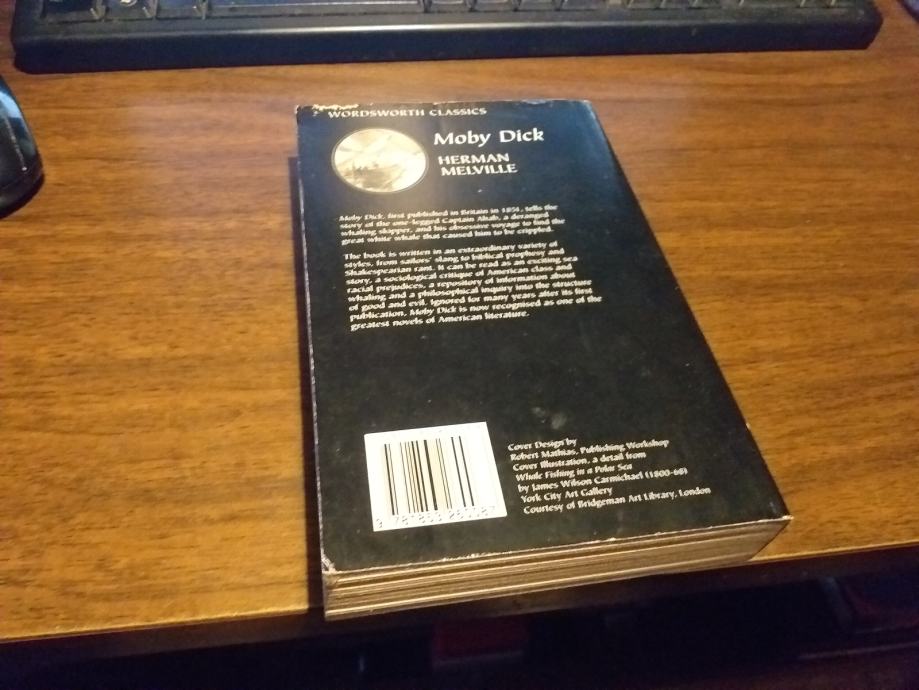 WORDSWORTH CLASSICS
Moby Dick
HERMAN
MELVILLE
Moby Dick, first published in Britain in 1851, tells the
story of the one-legged Captain Ahab, a deranged
whaling skipper, and his obsessive voyage to find the
great white whale that caused him to be crippled.
The book is written in an extraordinary variety of
styles, from sailors' slang to biblical prophesy and
Shakespearian rant. It can be read as an exciting sea
story, a sociological critique of American class and
racial prejudices, a repository of information about
whaling and a philosophical inquiry into the structure
of good and evil. Ignored for many years after its first
publication, Moby Dick is now recognised as one of the
greatest novels of American literature.
Cover Design by
Robert Mathias, Publishing Workshop
Cover Illustration, a detail from
Whale Fishing in a Polar Sea
by James Wilson Carmichael (1800-68)
York City Art Gallery
Courtesy of Bridgeman Art Library, London